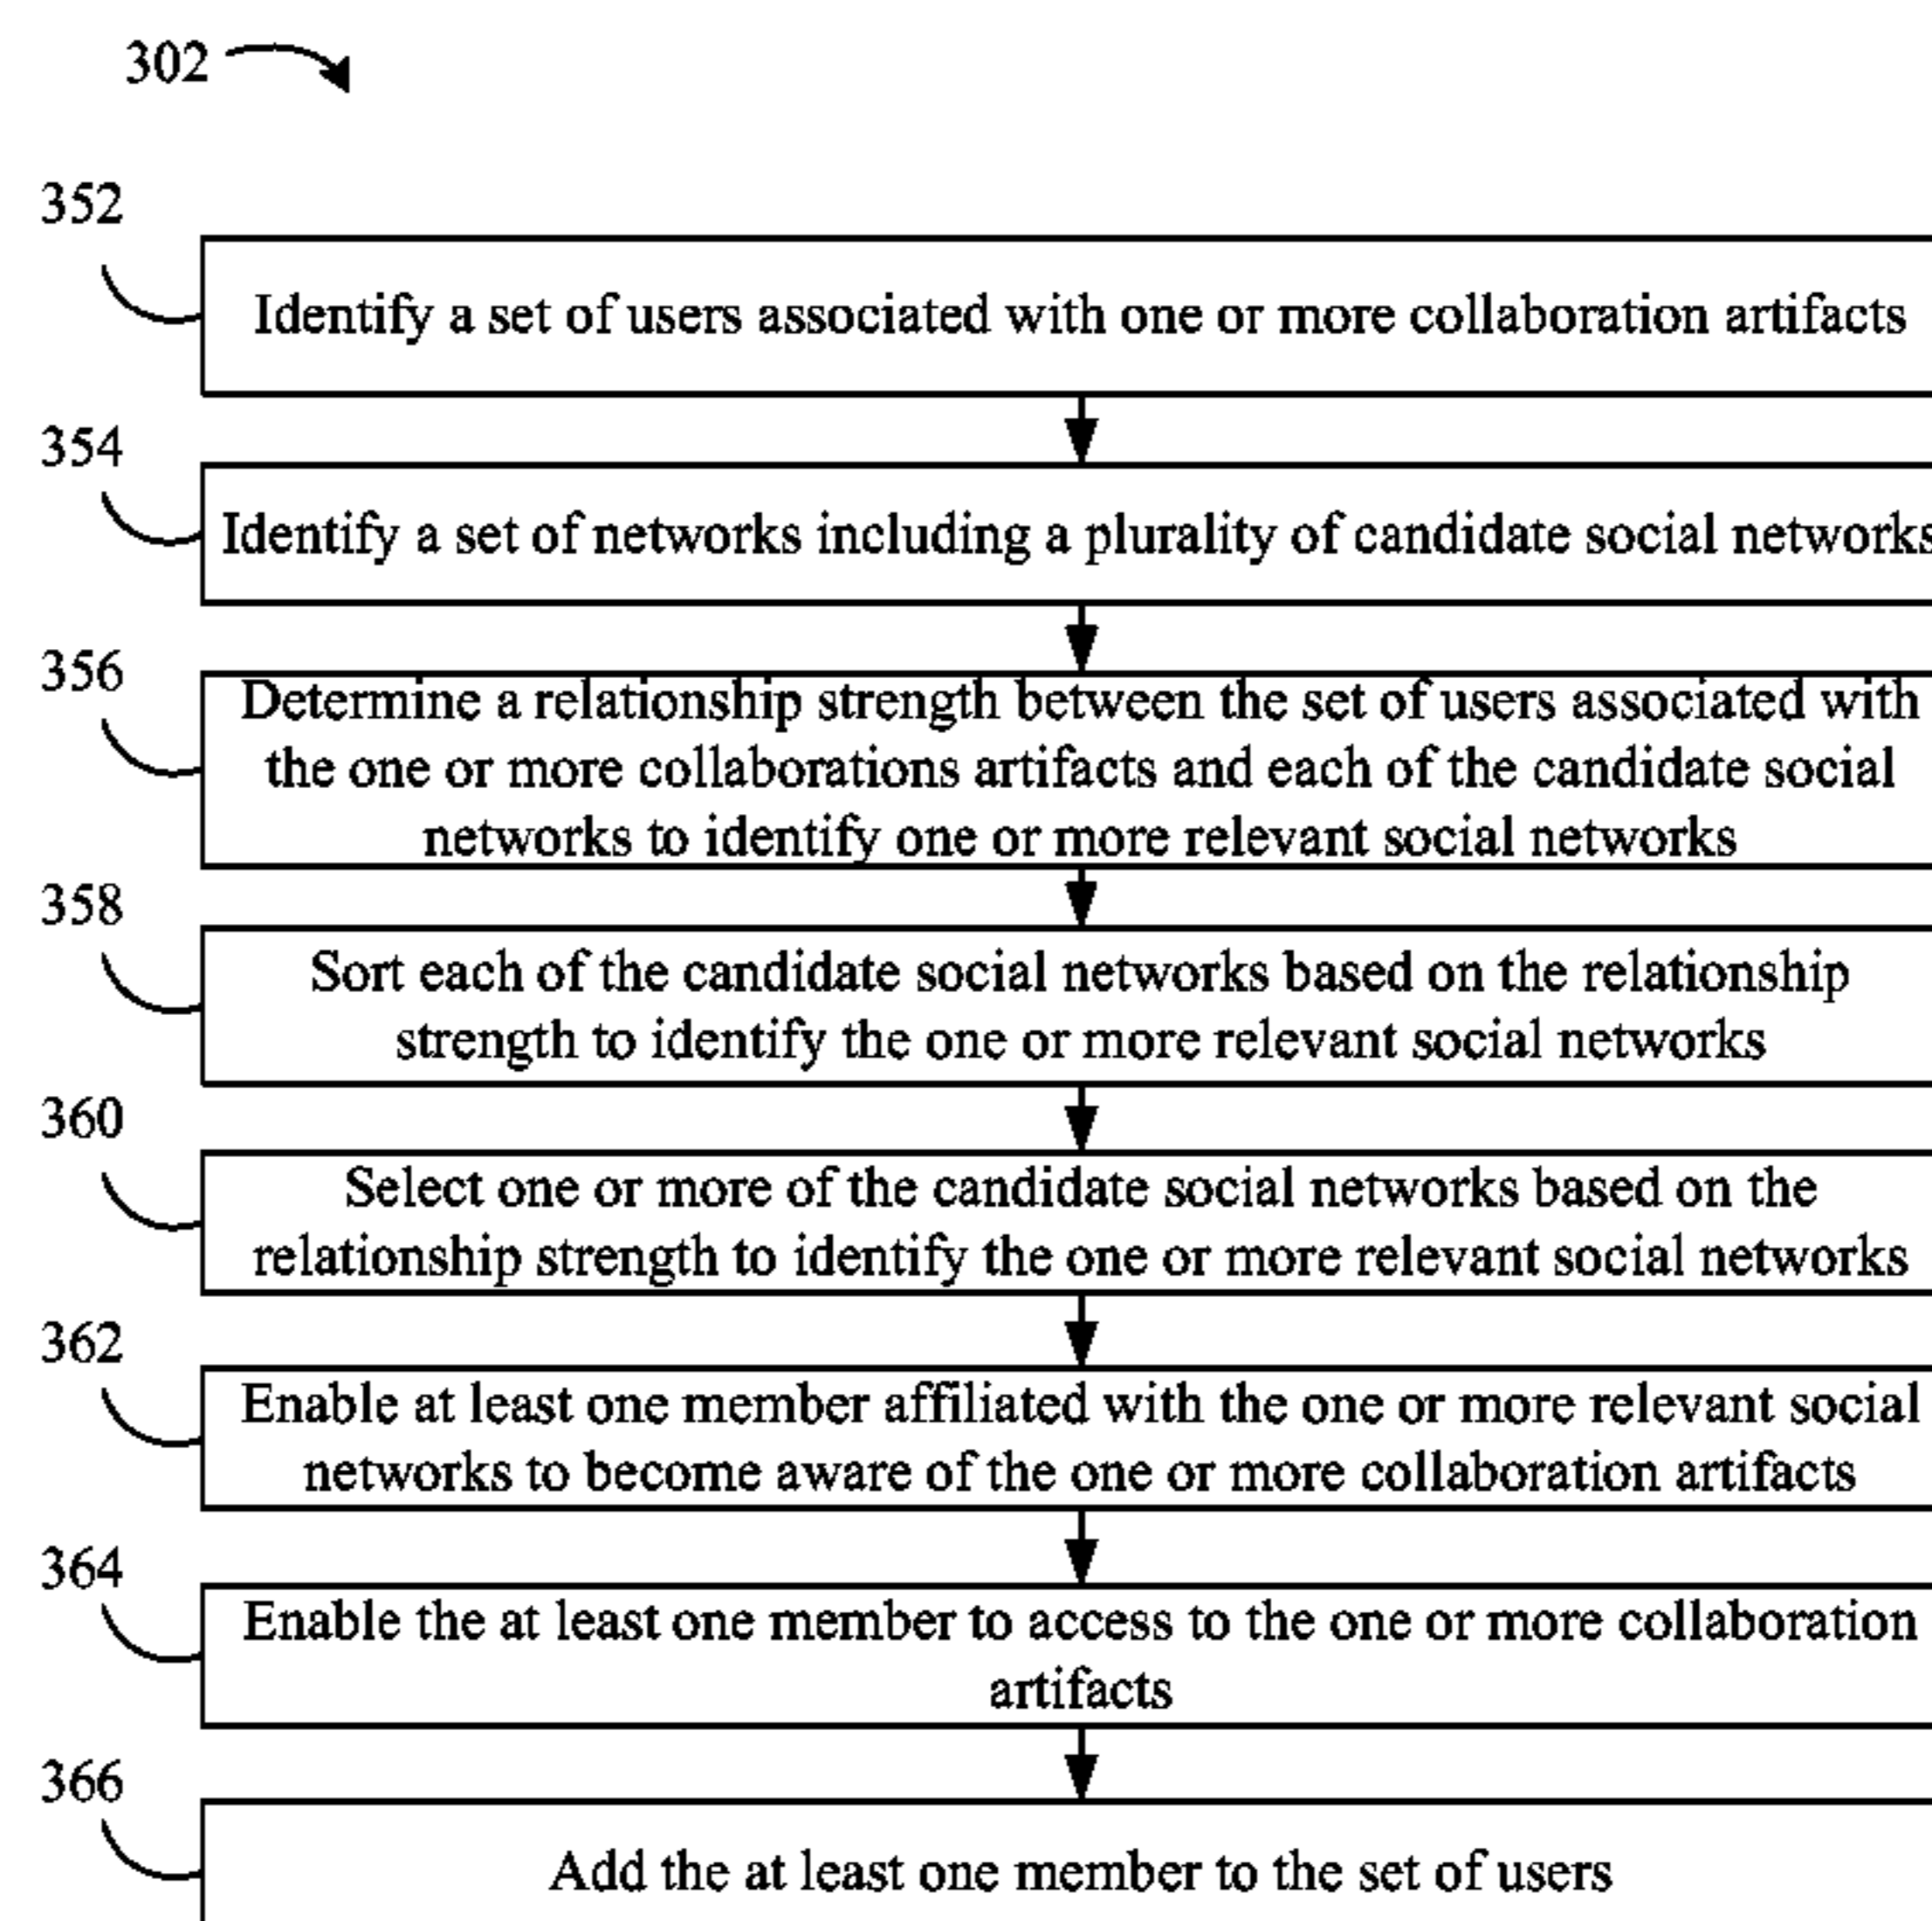 302
352
Identify a set of users associated with one or more collaboration artifacts
354
Identify a set of networks including a plurality of candidate social networks
356
Determine a relationship strength between the set of users associated with
the one or more collaborations artifacts and each of the candidate social
networks to identify one or more relevant social networks
358
Sort each of the candidate social networks based on the relationship
strength to identify the one or more relevant social networks
360
Select one or more of the candidate social networks based on the
relationship strength to identify the one or more relevant social networks
362
Enable at least one member affiliated with the one or more relevant social
networks to become aware of the one or more collaboration artifacts
364
Enable the at least one member to access to the one or more collaboration
artifacts
366
Add the at least one member to the set of users